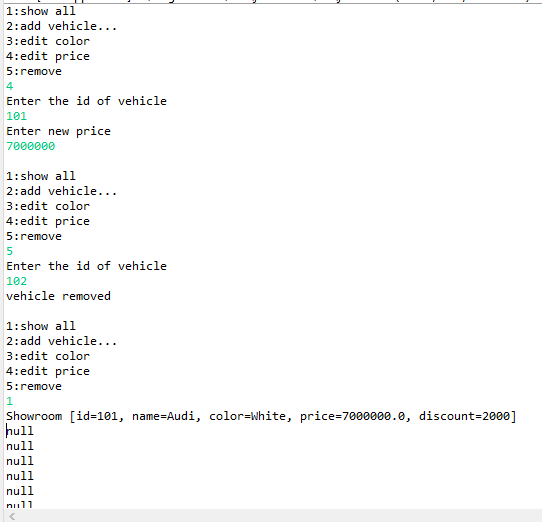 1:show all
2:add vehicle...
3:edit color
4:edit price
5:remove
4
Enter the id of vehicle
101
Enter new price
7000000
1:show all
2:add vehicle...
3:edit color
4:edit price
5:remove
5
Enter the id of vehicle
102
vehicle removed
1:show all
2:add vehicle...
3:edit color
4:edit price
5:remove
1
Showroom [id=101, name=Audi, color=White, price=7000000.0, discount=2000]
null
null
null
null
null
null